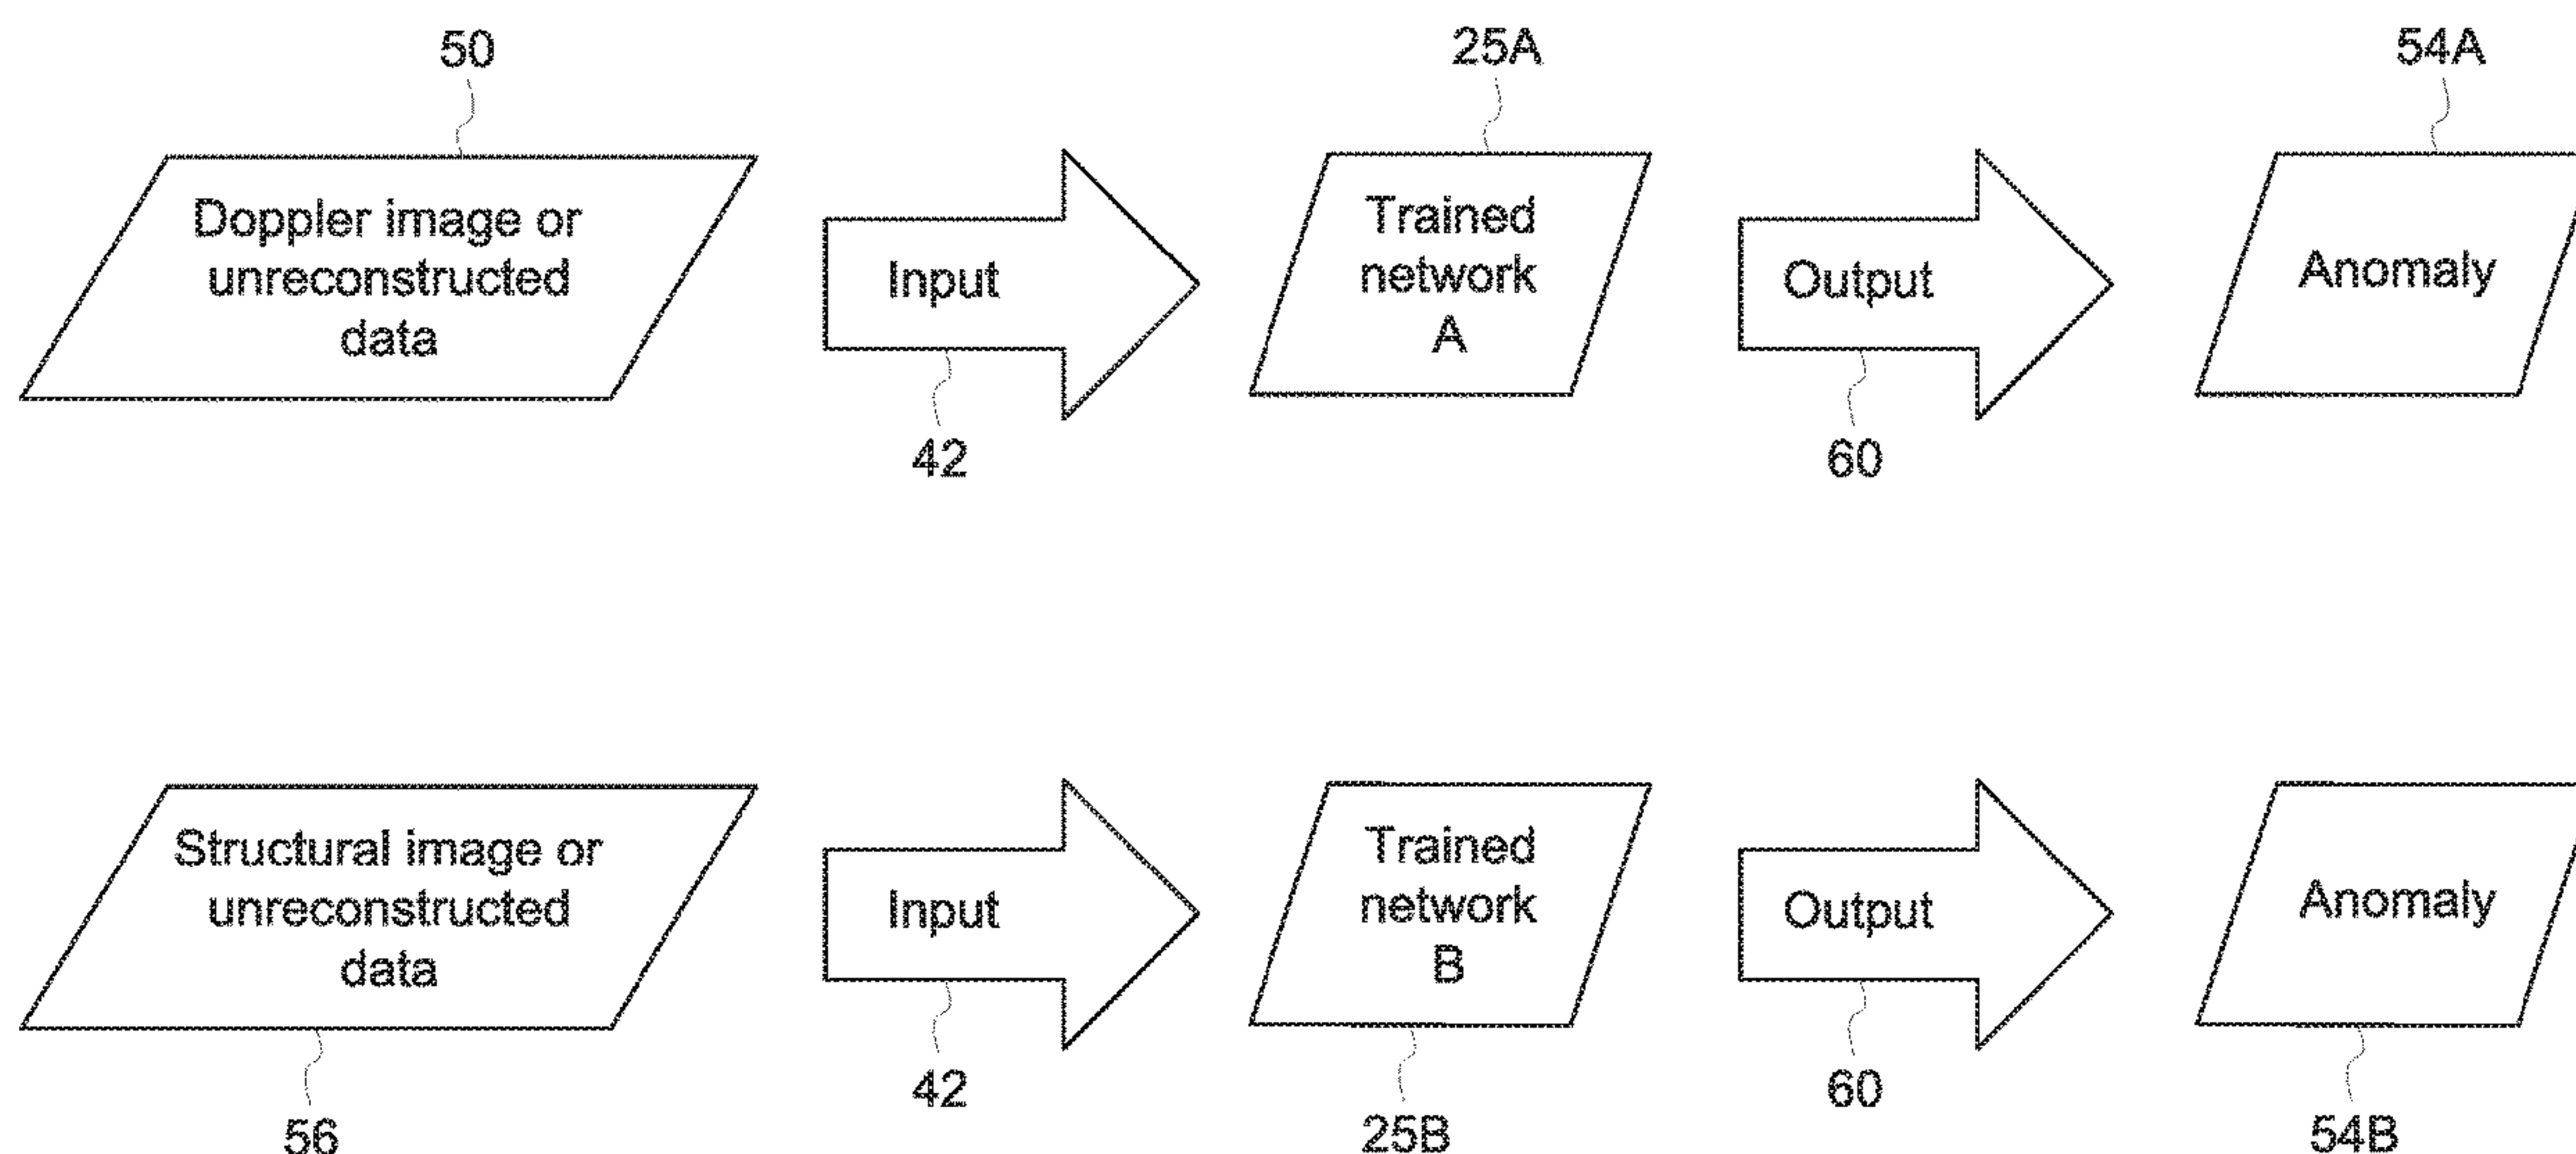 50
25A
54A
Doppler image or
unreconstructed
data
Input
Trained
network
A
Output
Anomaly
42
60
Structural image or
unreconstructed
data
Input
Trained
network
B
Output
Anomaly
56
42
25B
60
54B